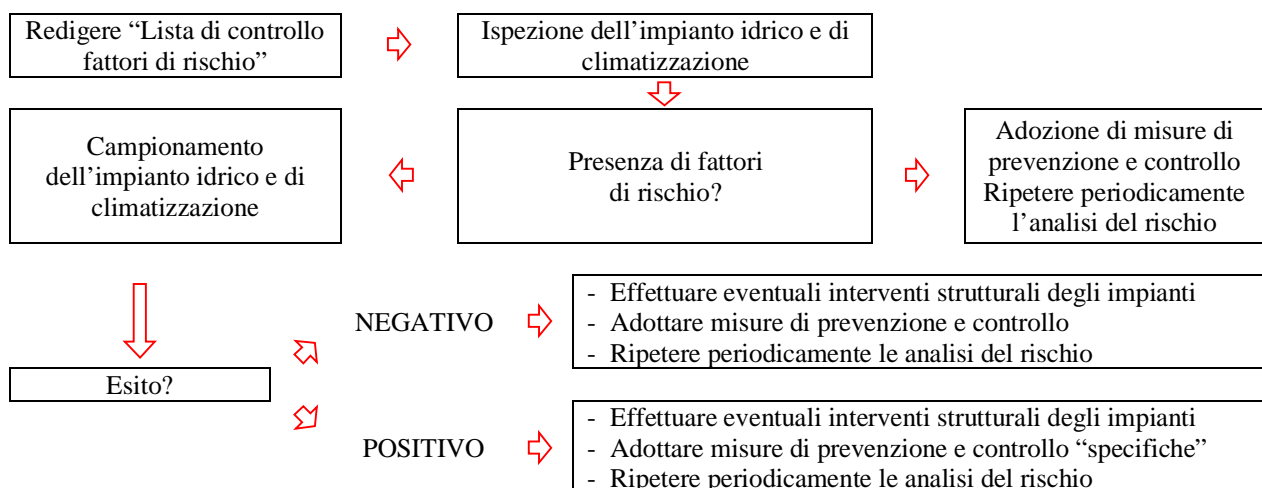 Redigere “Lista di controllo
fattori di rischio”
Ispezione dell’impianto idrico e di
climatizzazione
Campionamento
dell’impianto idrico e di
climatizzazione
Presenza di fattori
di rischio?
Adozione di misure di
prevenzione e controllo
Ripetere periodicamente
l’analisi del rischio
Esito?
NEGATIVO
- Effettuare eventuali interventi strutturali degli impianti
- Adottare misure di prevenzione e controllo
- Ripetere periodicamente le analisi del rischio
POSITIVO
- Effettuare eventuali interventi strutturali degli impianti
- Adottare misure di prevenzione e controllo “specifiche”
- Ripetere periodicamente le analisi del rischio